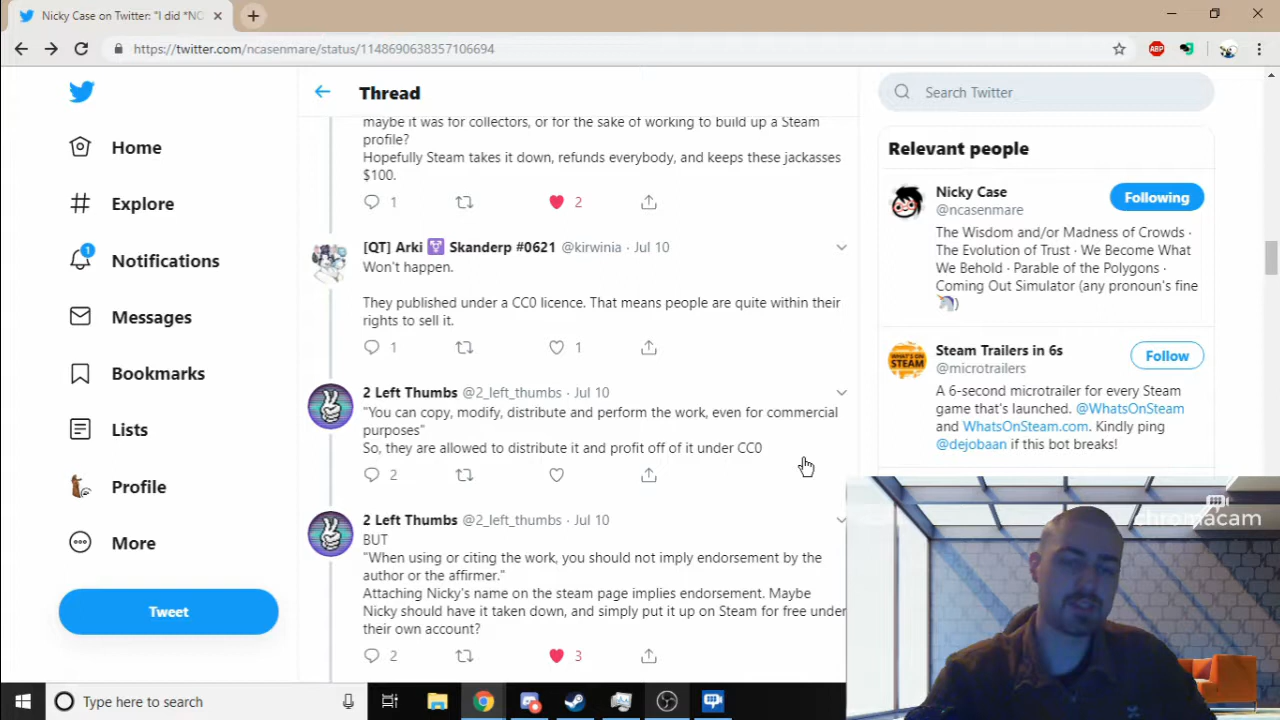 Nicky Case on Twitter: "I did *NO
https://twitter.com/ncasenmare/status/1148690638357106694
ABP
Home
Explore
1
Notifications
Messages
Bookmarks
Lists
Profile
More
Tweet
Thread
maybe it was for collectors, or for the sake of working to build up a Steam
profile?
Hopefully Steam takes it down, refunds everybody, and keeps these jackasses
$100.
1 2
[QT] Arki Skanderp #0621 @kirwinia · Jul 10
Won't happen.
They published under a CC0 licence. That means people are quite within their
rights to sell it.
1 1
2 Left Thumbs @2_left_thumbs · Jul 10
"You can copy, modify, distribute and perform the work, even for commercial
purposes"
So, they are allowed to distribute it and profit off of it under CC0
2
2 Left Thumbs @2_left_thumbs · Jul 10
BUT
"When using or citing the work, you should not imply endorsement by the
author or the affirmer."
Attaching Nicky's name on the steam page implies endorsement. Maybe
Nicky should have it taken down, and simply put it up on Steam for free under
their own account?
2 3
Search Twitter
Relevant people
Nicky Case
@ncasenmare
Following
The Wisdom and/or Madness of Crowds ·
The Evolution of Trust · We Become What
We Behold · Parable of the Polygons ·
Coming Out Simulator (any pronoun's fine
)
WHAT'S ON STEAM
Steam Trailers in 6s
@microtrailers
Follow
A 6-second microtrailer for every Steam
game that's launched. @WhatsOnSteam
and WhatsOnSteam.com. Kindly ping
@dejobaan if this bot breaks!
chromacam
Type here to search